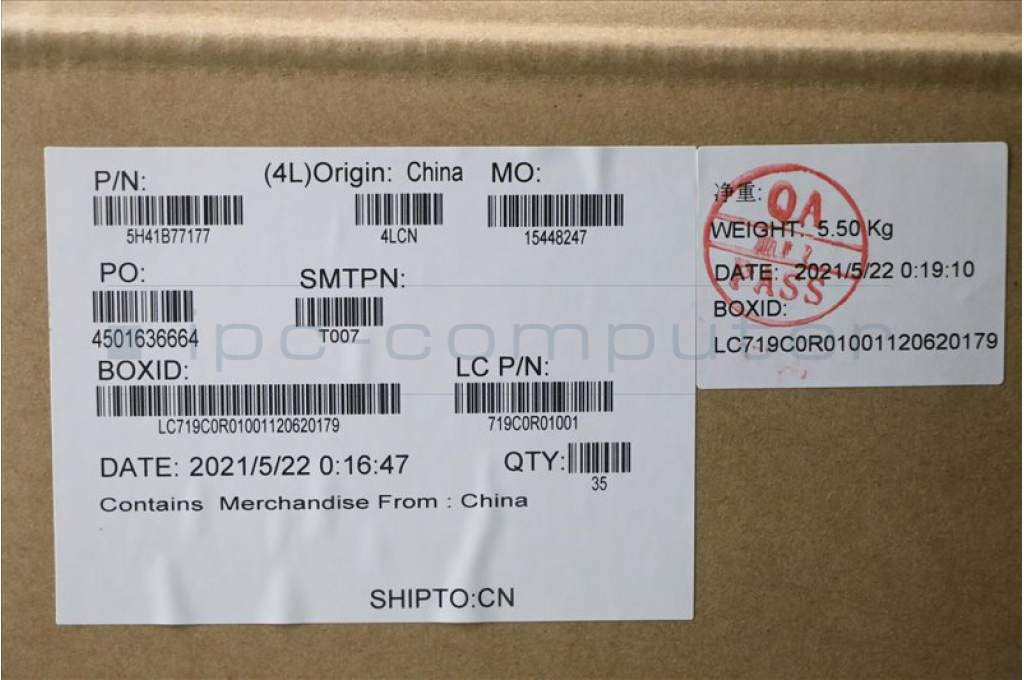 P/N: (4L)Origin: China MO:
5H41B77177 4LCN 15448247
PO: SMTPN:
4501636664 T007
BOXID: LC P/N:
LC719C0R01001120620179 719C0R01001
DATE: 2021/5/22 0:16:47 QTY:
35
Contains Merchandise From : China
SHIPTO:CN
净重:
WEIGHT: 5.50 Kg
DATE: 2021/5/22 0:19:10
BOXID:
LC719C0R01001120620179
QA
PASS
ipc-computer